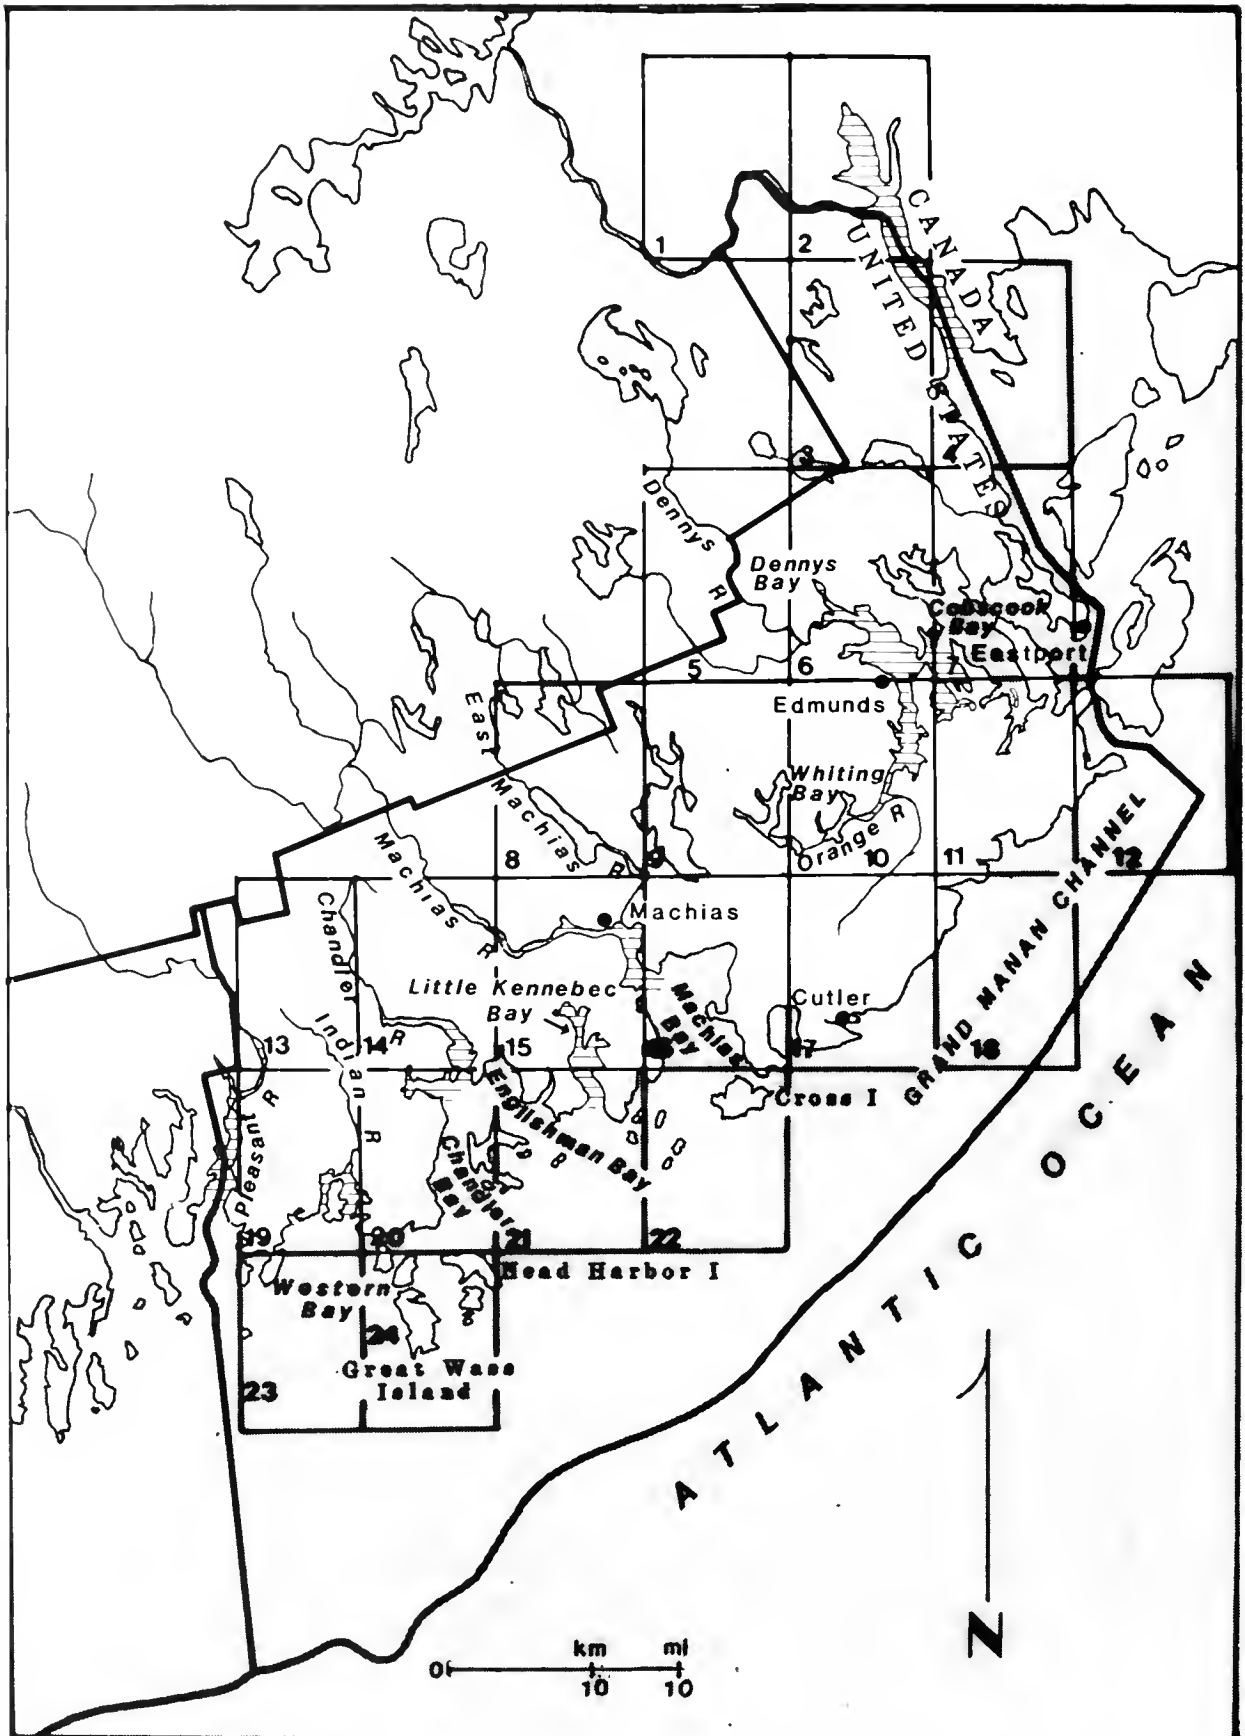 CANADA
UNITED STATES
1
2
3
4
Dennys R
Dennys
Bay
Cobscook
Bay
Eastport
5
6
7
Edmunds
East Machias R
Whiting
Bay
Orange R
8
9
10
11
12
Machias R
Machias
Chandler R
Little Kennebec
Bay
Machias
Bay
Cutler
GRAND MANAN CHANNEL
13
14
15
17
18
Indian R
Cross I
Pleasant R
Englishman Bay
Chandler
Bay
ATLANTIC OCEAN
19
20
21
22
Head Harbor I
Western
Bay
24
Great Wass
Island
23
N
km mi
0 10 10